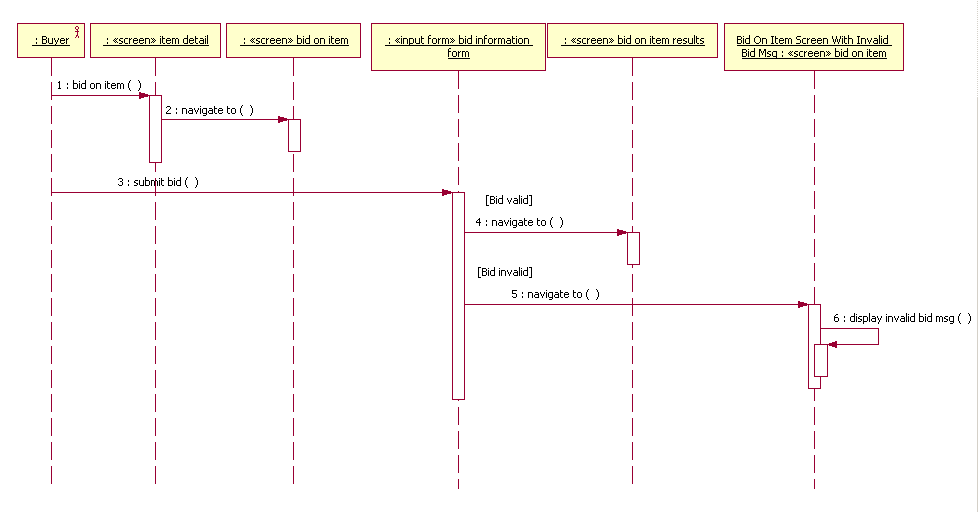 : Buyer
: «screen» item detail
: «screen» bid on item
: «input form» bid information
form
: «screen» bid on item results
Bid On Item Screen With Invalid
Bid Msg : «screen» bid on item
1 : bid on item ( )
2 : navigate to ( )
3 : submit bid ( )
[Bid valid]
4 : navigate to ( )
[Bid invalid]
5 : navigate to ( )
6 : display invalid bid msg ( )